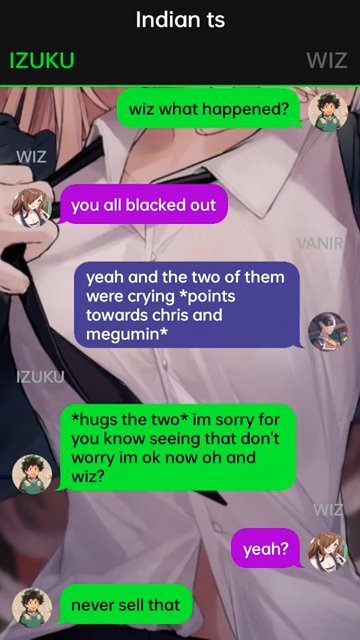 Indian ts
IZUKU
WIZ
wiz what happened?
WIZ
you all blacked out
VANIR
yeah and the two of them
were crying *points
towards chris and
megumin*
IZUKU
*hugs the two* im sorry for
you know seeing that don't
worry im ok now oh and
wiz?
WIZ
yeah?
never sell that